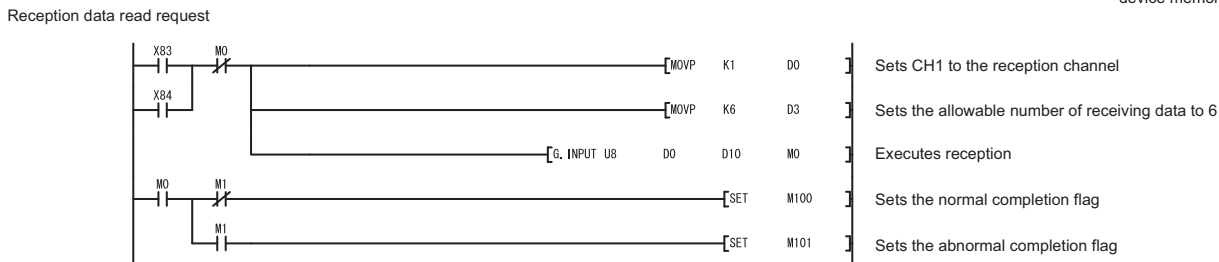 device memor
Reception data read request
X83 M0 [MOVP K1 D0 ] Sets CH1 to the reception channel
X84 [MOVP K6 D3 ] Sets the allowable number of receiving data to 6
[G.INPUT U8 D0 D10 M0 ] Executes reception
M0 M1 [SET M100 ] Sets the normal completion flag
M1 [SET M101 ] Sets the abnormal completion flag